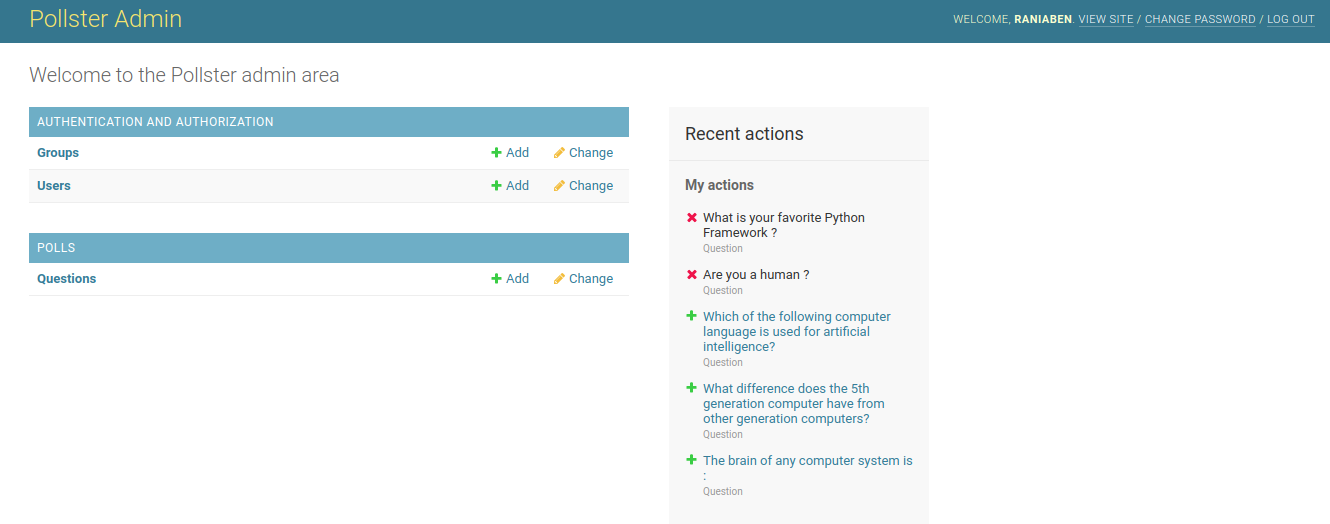 Pollster Admin
WELCOME, RANIABEN. VIEW SITE / CHANGE PASSWORD / LOG OUT
Welcome to the Pollster admin area
AUTHENTICATION AND AUTHORIZATION
Groups Add Change
Users Add Change
POLLS
Questions Add Change
Recent actions
My actions
What is your favorite Python
Framework ?
Question
Are you a human ?
Question
Which of the following computer
language is used for artificial
intelligence?
Question
What difference does the 5th
generation computer have from
other generation computers?
Question
The brain of any computer system is
:
Question